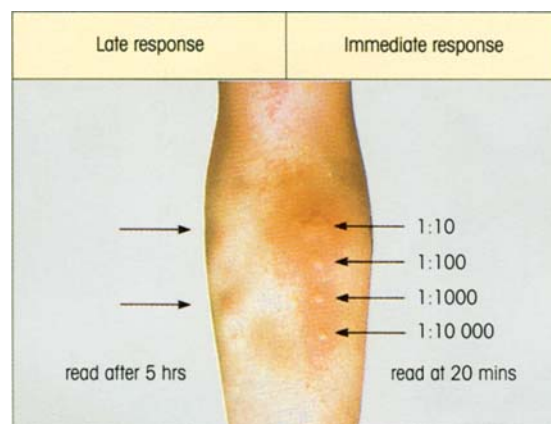 Late response
Immediate response
1:10
1:100
1:1000
1:10 000
read after 5 hrs
read at 20 mins